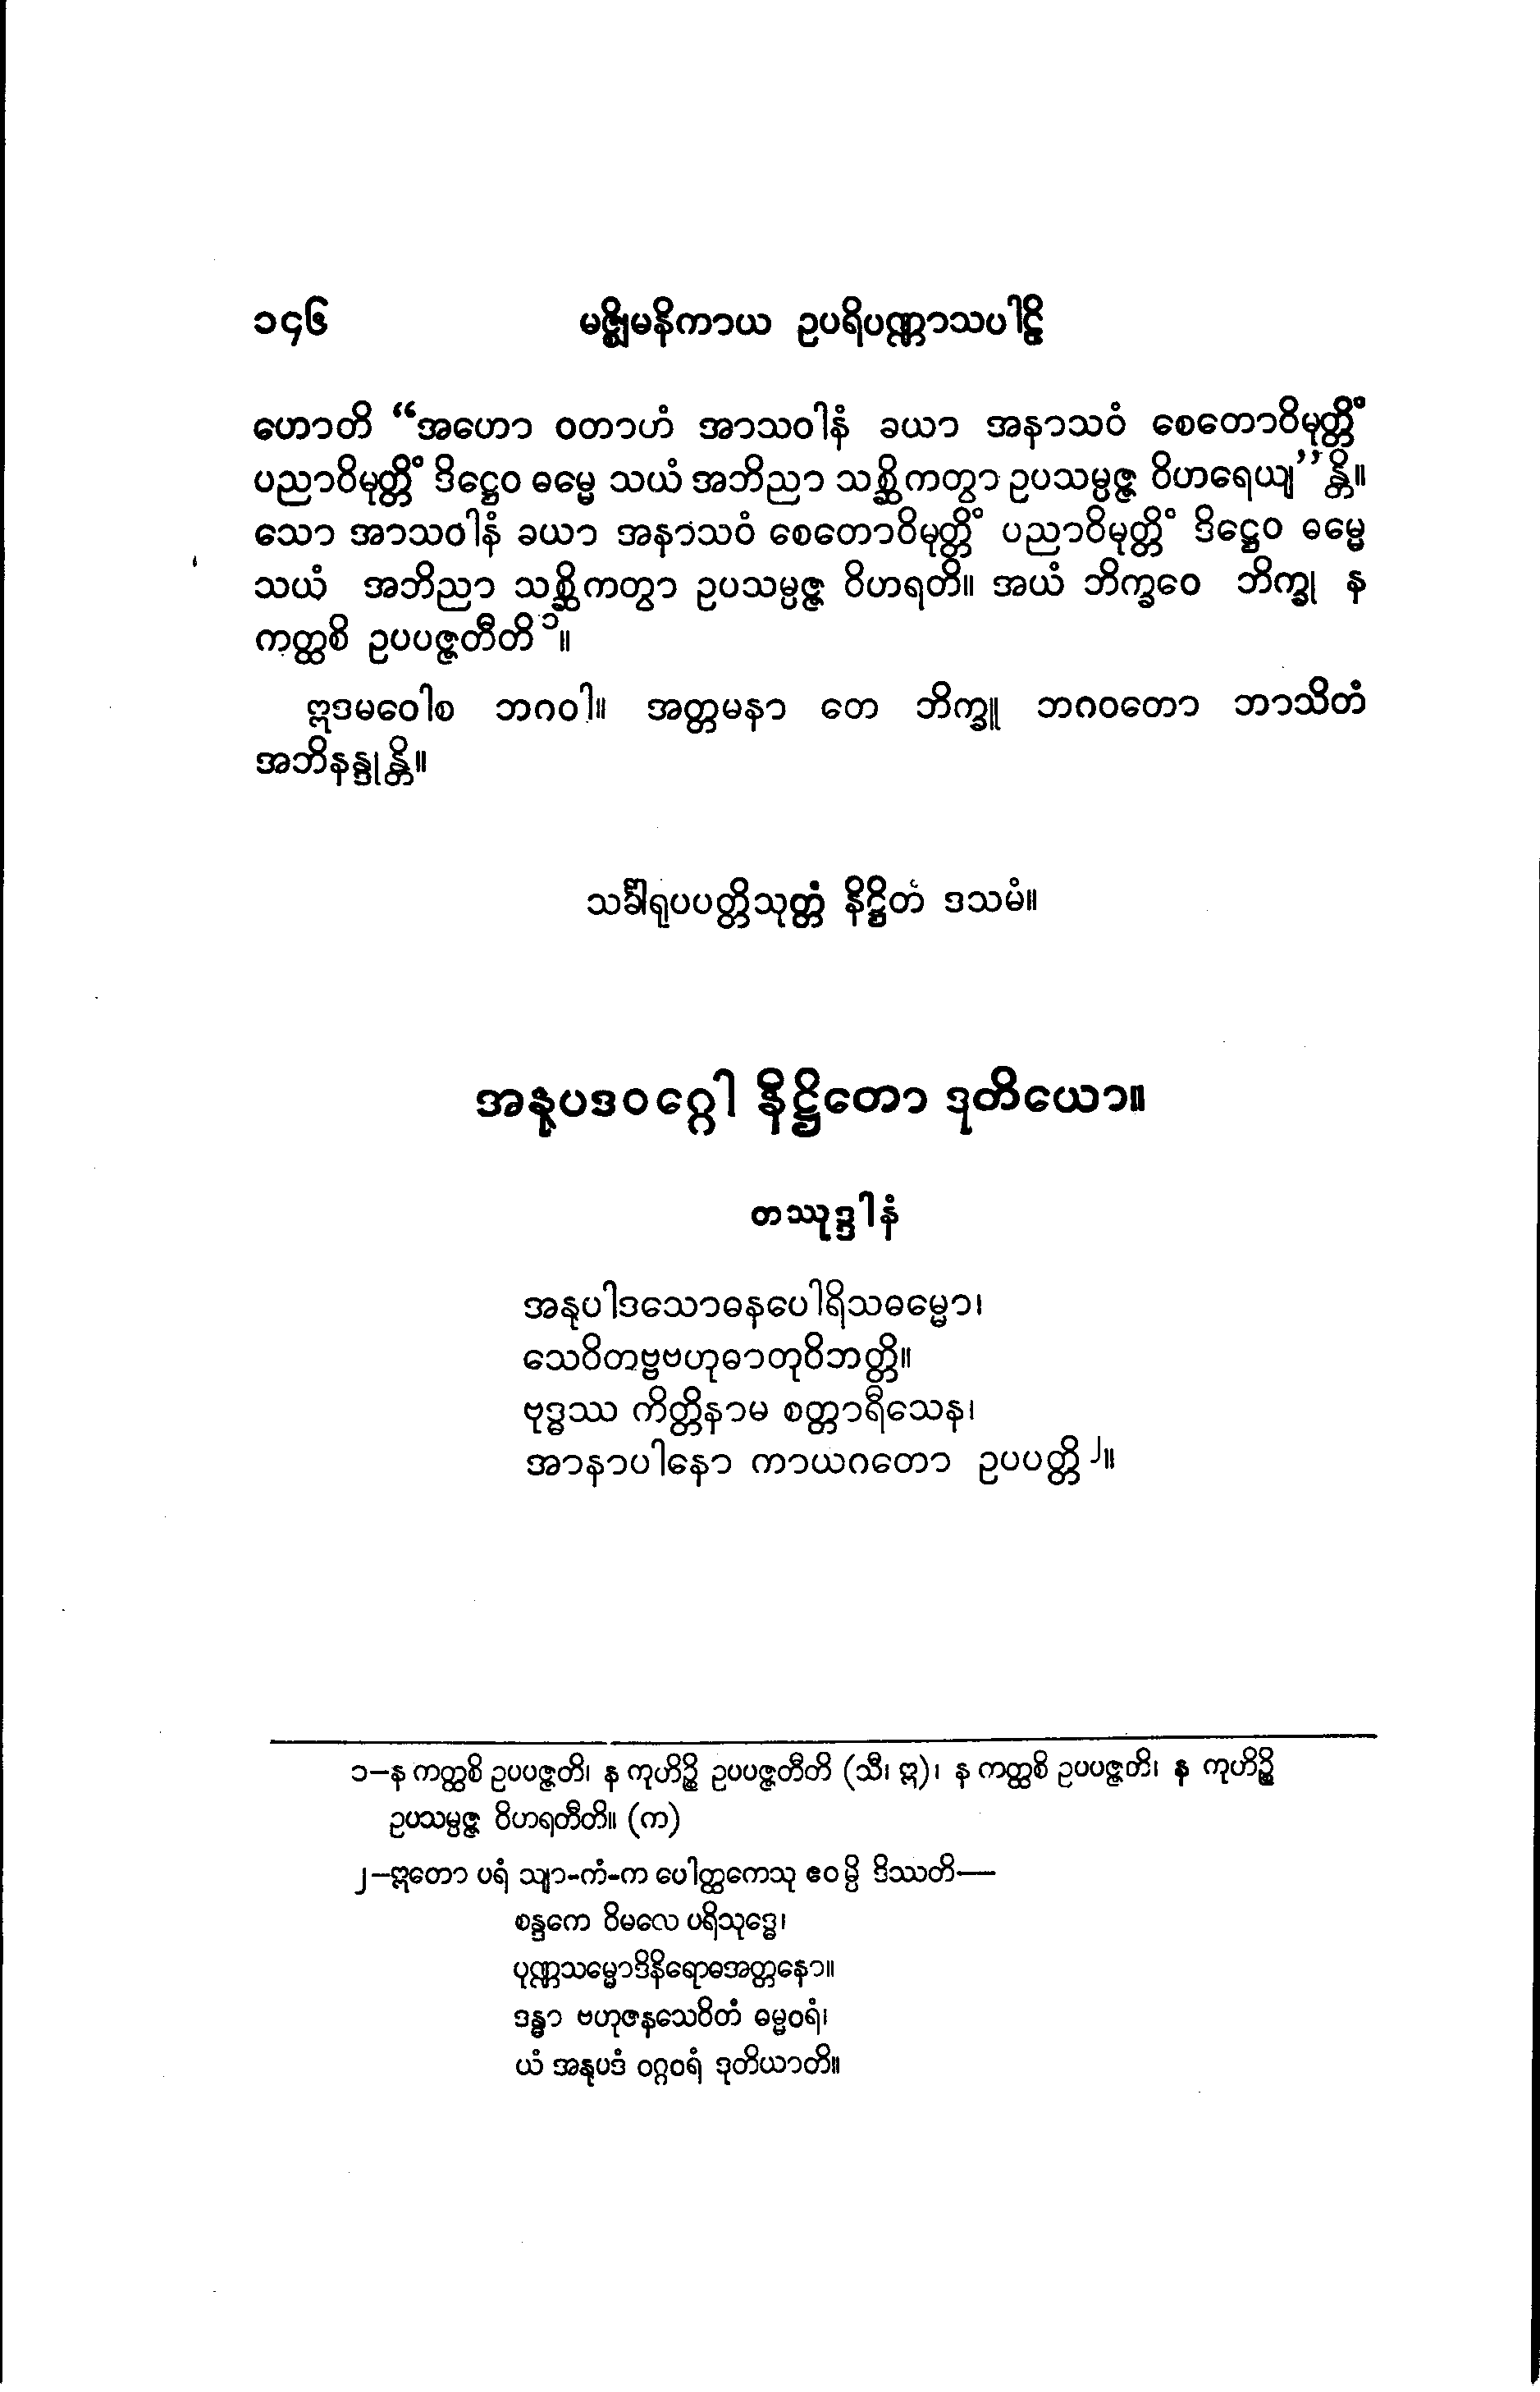 ၁၄၆ မဇ္ဈိမနိကာယ ဥပရိပဏ္ဏာသပါဠိ
ဟောတိ “အဟော ဝတာဟံ အာသဝါနံ ခယာ အနာသဝံ စေတောဝိမုတ္တိံ
ပညာဝိမုတ္တိံ ဒိဋ္ဌေဝ ဓမ္မေ သယံ အဘိညာ သစ္ဆိကတွာ ဥပသမ္ပဇ္ဇ ဝိဟရေယျ”န္တိ။
သော အာသဝါနံ ခယာ အနာသဝံ စေတောဝိမုတ္တိံ ပညာဝိမုတ္တိံ ဒိဋ္ဌေဝ ဓမ္မေ
သယံ အဘိညာ သစ္ဆိကတွာ ဥပသမ္ပဇ္ဇ ဝိဟရတိ။ အယံ ဘိက္ခဝေ ဘိက္ခု န
ကတ္ထစိ ဥပပဇ္ဇတီတိ ၁။
ဣဒမဝေါစ ဘဂဝါ။ အတ္တမနာ တေ ဘိက္ခူ ဘဂဝတော ဘာသိတံ
အဘိနန္ဒုန္တိ။
သင်္ခါရုပပတ္တိသုတ္တံ နိဋ္ဌိတံ ဒသမံ။
အနုပဒဝဂ္ဂေါ နိဋ္ဌိတော ဒုတိယော။
တဿုဒ္ဒါနံ
အနုပါဒသောဓနပေါရိသဓမ္မော၊
သေဝိတဗ္ဗဗဟုဓာတုဝိဘတ္တိ။
ဗုဒ္ဓဿ ကိတ္တိနာမ စတ္တာရီသေန၊
အာနာပါနော ကာယဂတော ဥပပတ္တိ ၂။
၁–န ကတ္ထစိ ဥပပဇ္ဇတိ၊ န ကုဟိဉ္စိ ဥပပဇ္ဇတီတိ (သီ၊ ဣ)၊ န ကတ္ထစိ ဥပပဇ္ဇတိ၊ န ကုဟိဉ္စိ
ဥပသမ္ပဇ္ဇ ဝိဟရတီတိ။ (က)
၂–ဣတော ပရံ သျာ-ကံ-က ပေါတ္ထကေသု ဧဝမ္ပိ ဒိဿတိ—
စန္ဒကေ ဝိမလေ ပရိသုဒ္ဓေ၊
ပုဏ္ဏသမ္မောဒိနိရောဓအတ္တနော။
ဒန္ဓာ ဗဟုဇနသေဝိတံ ဓမ္မဝရံ၊
ယံ အနုပဒံ ဝဂ္ဂဝရံ ဒုတိယာတိ။